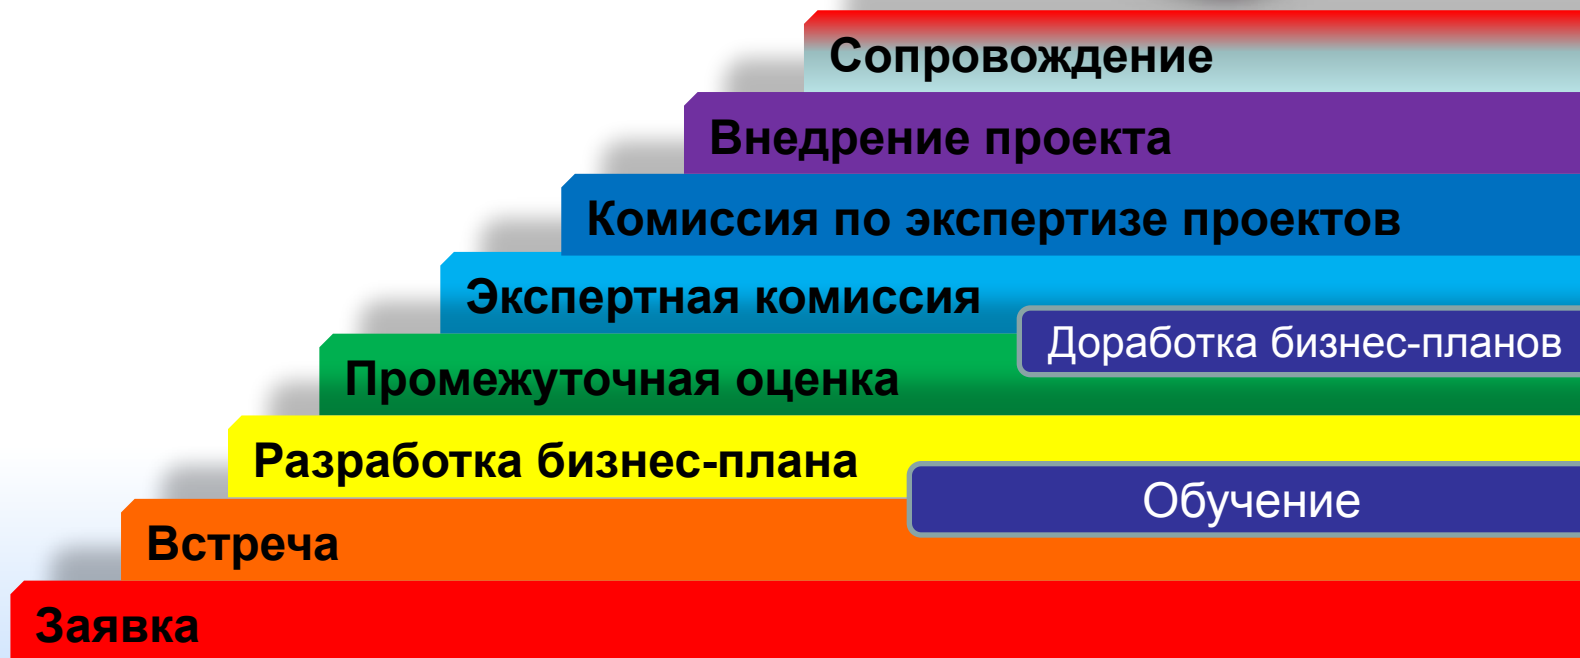 Сопровождение
Внедрение проекта
Комиссия по экспертизе проектов
Экспертная комиссия
Доработка бизнес-планов
Промежуточная оценка
Разработка бизнес-плана
Обучение
Встреча
Заявка